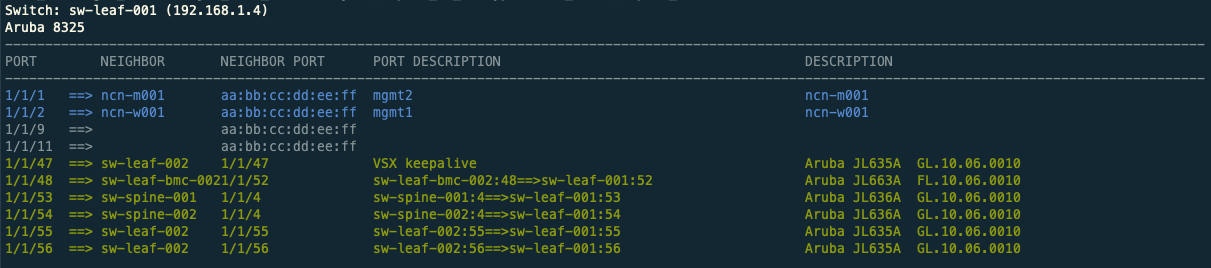 Switch: sw-leaf-001 (192.168.1.4)
Aruba 8325
------------------------------------------------------------------------------------------------------------------------------------------------------
PORT        NEIGHBOR       NEIGHBOR PORT      PORT DESCRIPTION                                      DESCRIPTION
------------------------------------------------------------------------------------------------------------------------------------------------------
1/1/1   ==> ncn-m001       aa:bb:cc:dd:ee:ff  mgmt2                                                 ncn-m001
1/1/2   ==> ncn-w001       aa:bb:cc:dd:ee:ff  mgmt1                                                 ncn-w001
1/1/9   ==>                aa:bb:cc:dd:ee:ff
1/1/11  ==>                aa:bb:cc:dd:ee:ff
1/1/47  ==> sw-leaf-002    1/1/47             VSX keepalive                                         Aruba JL635A  GL.10.06.0010
1/1/48  ==> sw-leaf-bmc-0021/1/52             sw-leaf-bmc-002:48==>sw-leaf-001:52                   Aruba JL663A  FL.10.06.0010
1/1/53  ==> sw-spine-001   1/1/4              sw-spine-001:4==>sw-leaf-001:53                       Aruba JL636A  GL.10.06.0010
1/1/54  ==> sw-spine-002   1/1/4              sw-spine-002:4==>sw-leaf-001:54                       Aruba JL636A  GL.10.06.0010
1/1/55  ==> sw-leaf-002    1/1/55             sw-leaf-002:55==>sw-leaf-001:55                       Aruba JL635A  GL.10.06.0010
1/1/56  ==> sw-leaf-002    1/1/56             sw-leaf-002:56==>sw-leaf-001:56                       Aruba JL635A  GL.10.06.0010